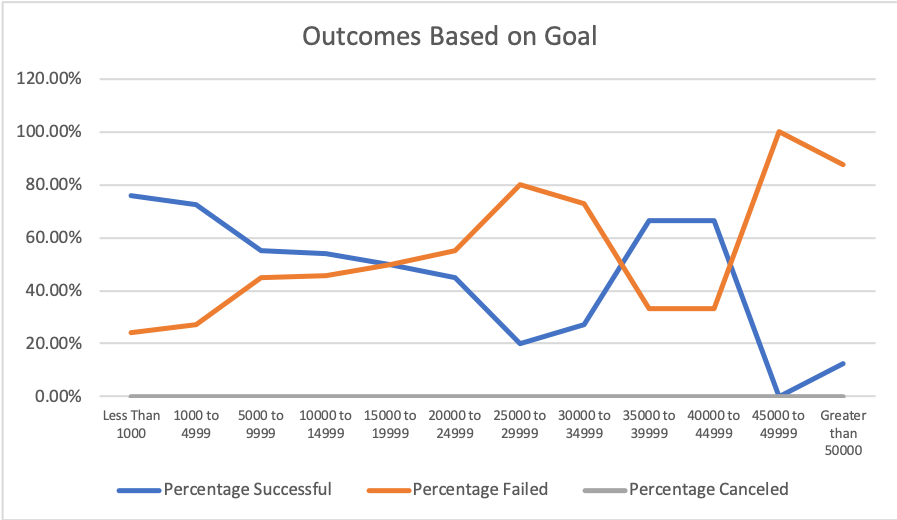 Outcomes Based on Goal
120.00%
100.00%
80.00%
60.00%
40.00%
20.00%
0.00%
Less Than
1000
1000 to
4999
5000 to
9999
10000 to
14999
15000 to
19999
20000 to
24999
25000 to
29999
30000 to
34999
35000 to
39999
40000 to
44999
45000 to
49999
Greater
than
50000
Percentage Successful
Percentage Failed
Percentage Canceled